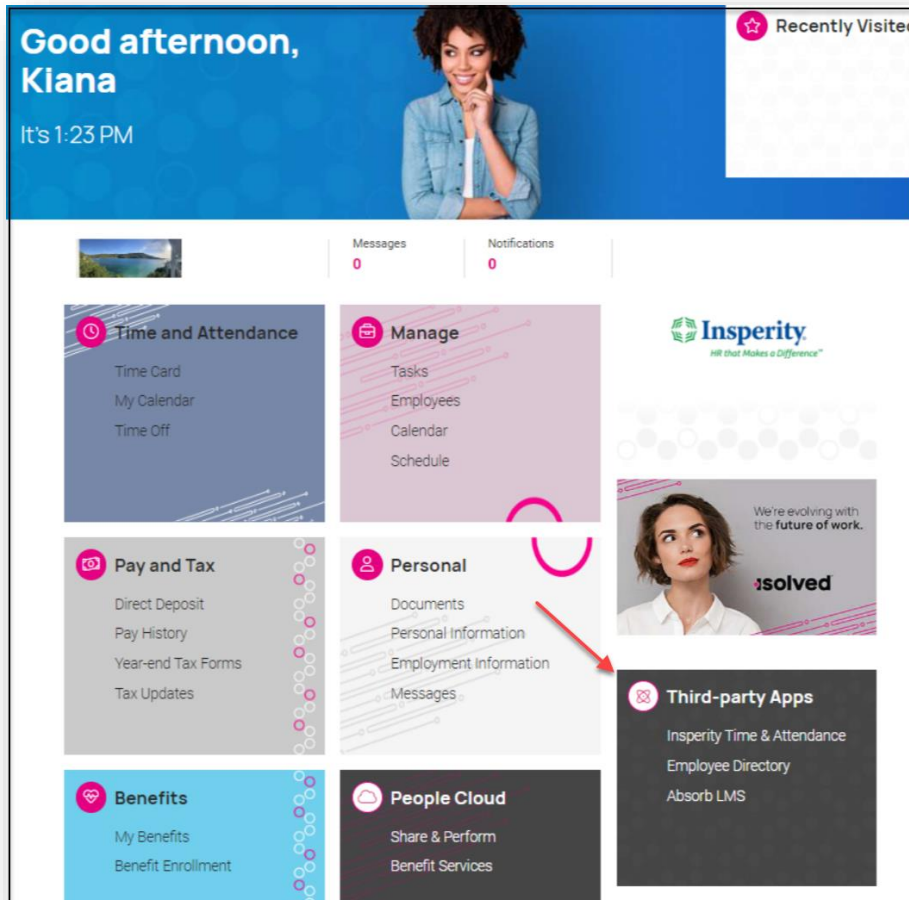 Good afternoon,
Kiana
It's 1:23 PM
Recently Visited
Messages
0
Notifications
0
Time and Attendance
Time Card
My Calendar
Time Off
Manage
Tasks
Employees
Calendar
Schedule
Insperity.
HR that Makes a Difference™
We're evolving with
the future of work.
isolved
Pay and Tax
Direct Deposit
Pay History
Year-end Tax Forms
Tax Updates
Personal
Documents
Personal Information
Employment Information
Messages
Third-party Apps
Insperity Time & Attendance
Employee Directory
Absorb LMS
Benefits
My Benefits
Benefit Enrollment
People Cloud
Share & Perform
Benefit Services